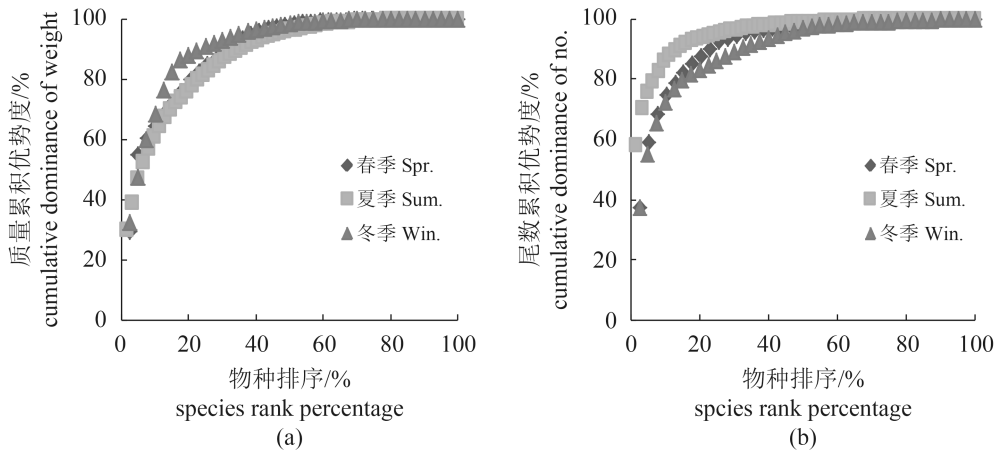 质量累积优势度/%
cumulative dominance of weight
100
80
60
40
20
0
0 20 40 60 80 100
春季 Spr.
夏季 Sum.
冬季 Win.
物种排序/%
species rank percentage
(a)
尾数累积优势度/%
cumulative dominance of no.
100
80
60
40
20
0
0 20 40 60 80 100
春季 Spr.
夏季 Sum.
冬季 Win.
物种排序/%
spcies rank percentage
(b)